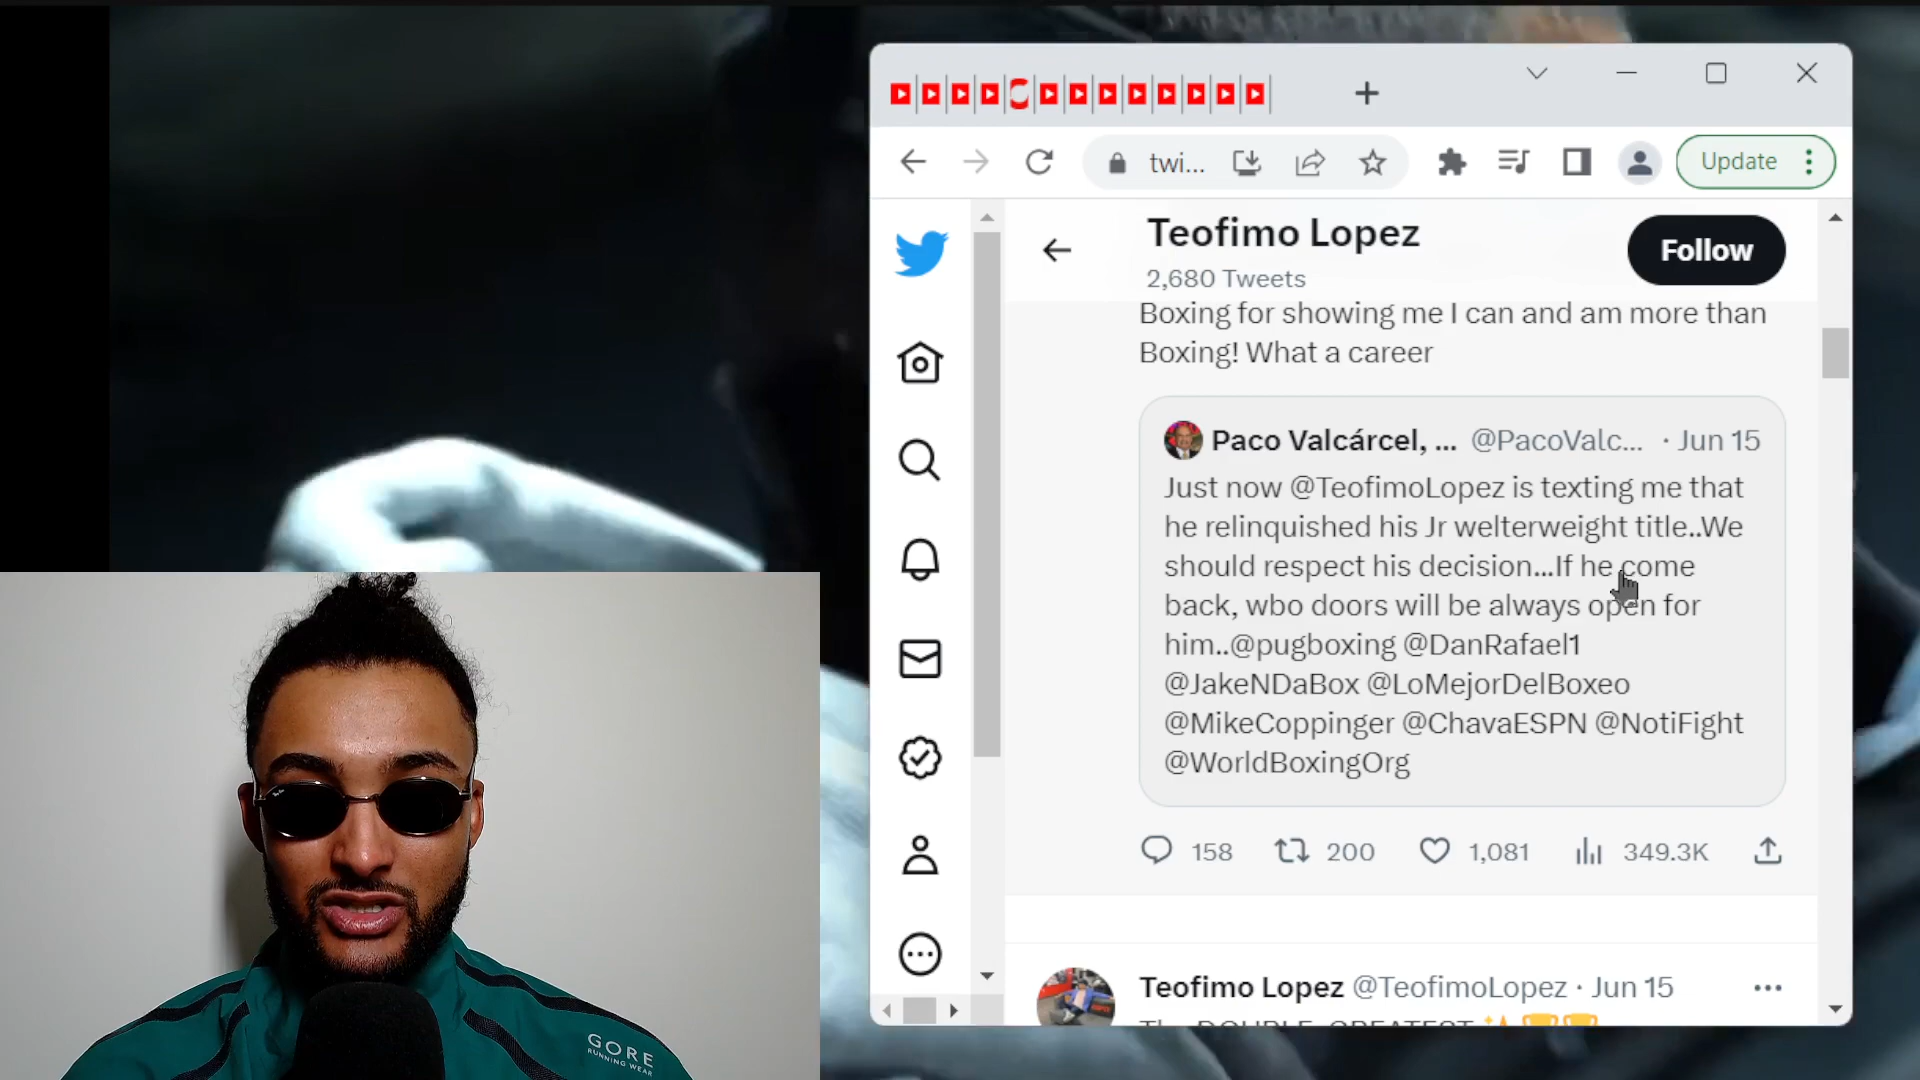 twi...
Update
Teofimo Lopez
2,680 Tweets
Follow
Boxing for showing me I can and am more than
Boxing! What a career
Paco Valcárcel, ... @PacoValc... · Jun 15
Just now @TeofimoLopez is texting me that
he relinquished his Jr welterweight title..We
should respect his decision...If he come
back, wbo doors will be always open for
him..@pugboxing @DanRafael1
@JakeNDaBox @LoMejorDelBoxeo
@MikeCoppinger @ChavaESPN @NotiFight
@WorldBoxingOrg
158 200 1,081 349.3K
Teofimo Lopez @TeofimoLopez · Jun 15
GORE
RUNNING WEAR